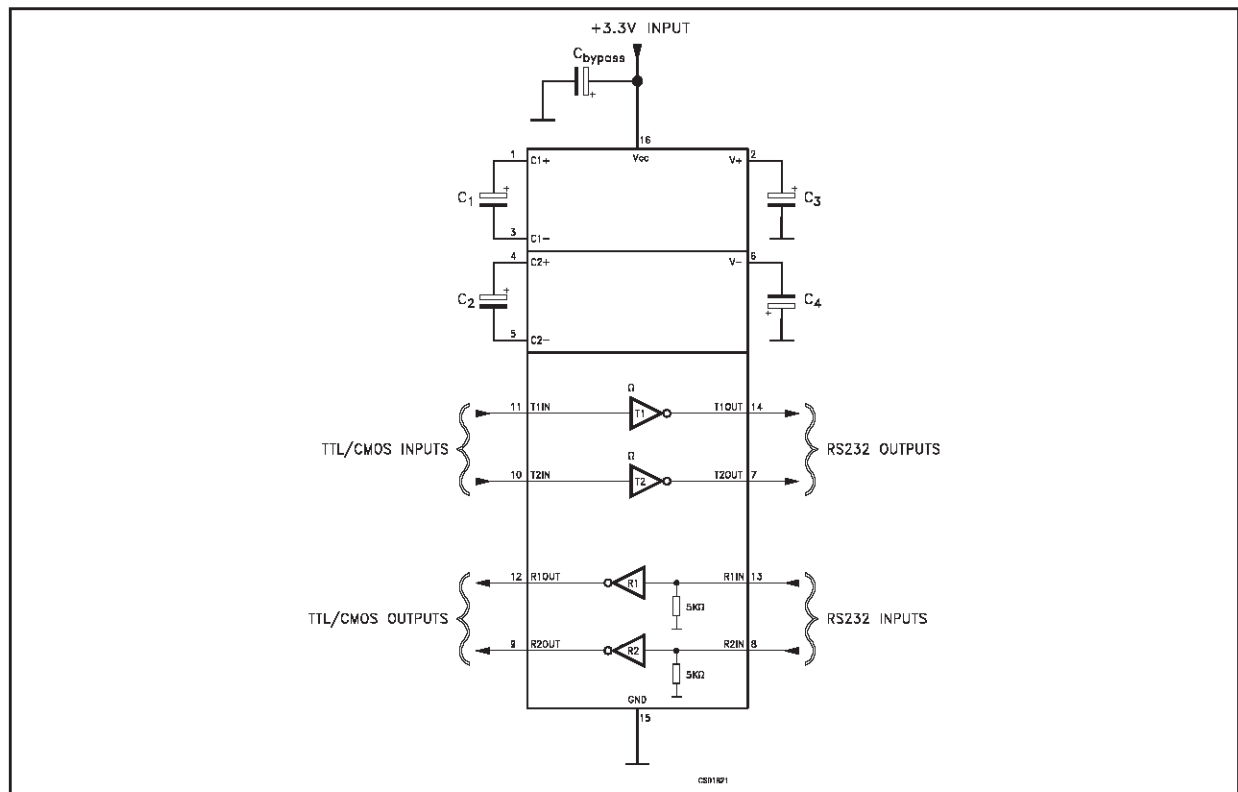 +3.3V INPUT
Cbypass
+
16
Vcc
1 C1+ V+ 2
C1 + + C3
3 C1-
4 C2+ V- 6
C2 + + C4
5 C2-
Ω
11 T1IN T1 T1OUT 14
TTL/CMOS INPUTS RS232 OUTPUTS
Ω
10 T2IN T2 T2OUT 7
12 R1OUT R1 R1IN 13
5KΩ
TTL/CMOS OUTPUTS RS232 INPUTS
9 R2OUT R2 R2IN 8
5KΩ
GND
15
CS01821